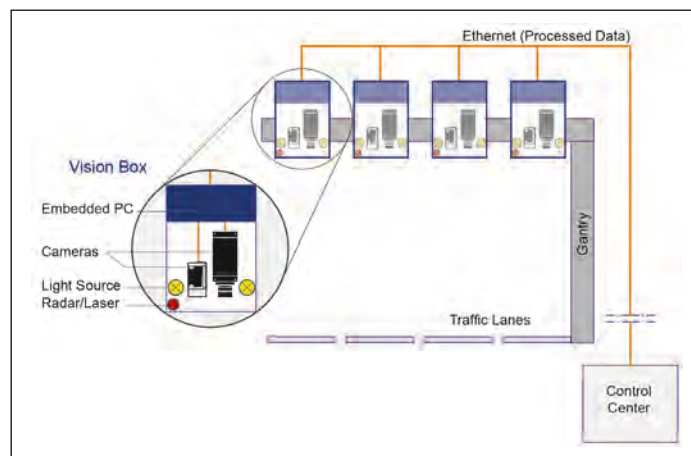 Ethernet (Processed Data)
Vision Box
Embedded PC
Cameras
Light Source
Radar/Laser
Gantry
Traffic Lanes
Control
Center